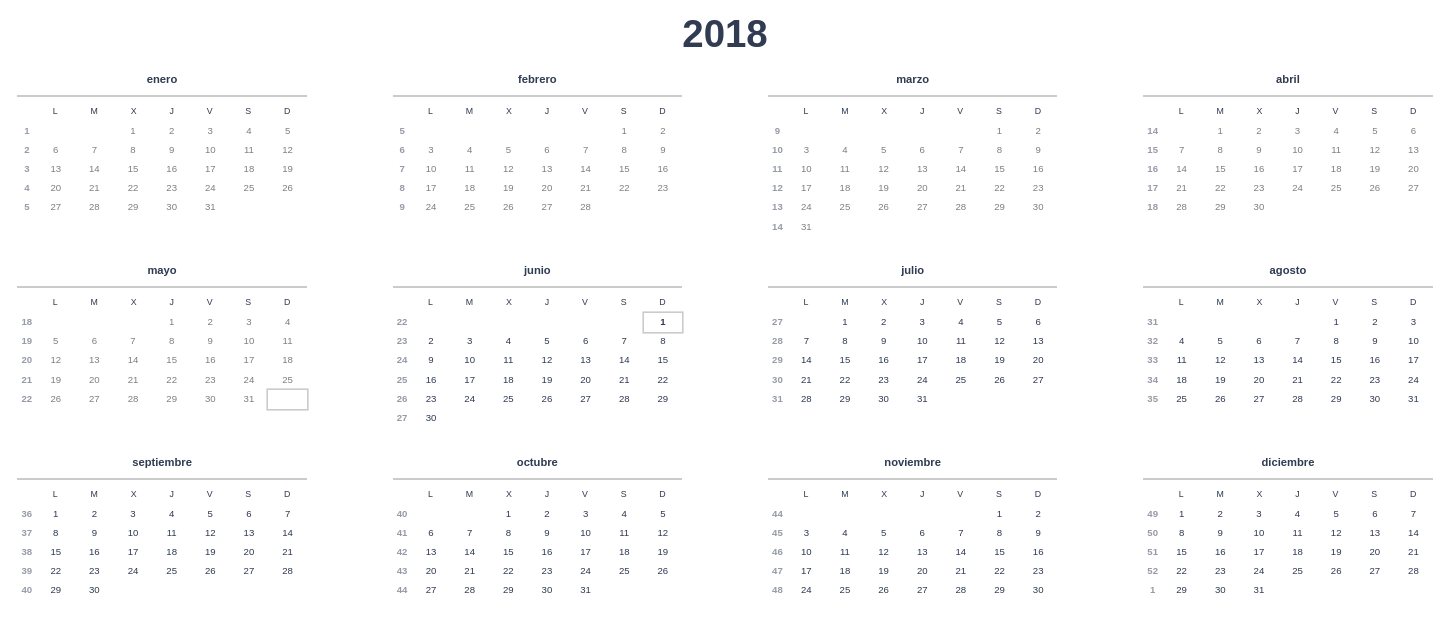 2018
enero febrero marzo abril
L M X J V S D L M X J V S D L M X J V S D L M X J V S D
1 1 2 3 4 5 5 1 2 9 1 2 14 1 2 3 4 5 6
2 6 7 8 9 10 11 12 6 3 4 5 6 7 8 9 10 3 4 5 6 7 8 9 15 7 8 9 10 11 12 13
3 13 14 15 16 17 18 19 7 10 11 12 13 14 15 16 11 10 11 12 13 14 15 16 16 14 15 16 17 18 19 20
4 20 21 22 23 24 25 26 8 17 18 19 20 21 22 23 12 17 18 19 20 21 22 23 17 21 22 23 24 25 26 27
5 27 28 29 30 31 9 24 25 26 27 28 13 24 25 26 27 28 29 30 18 28 29 30
14 31
mayo junio julio agosto
L M X J V S D L M X J V S D L M X J V S D L M X J V S D
18 1 2 3 4 22 1 27 1 2 3 4 5 6 31 1 2 3
19 5 6 7 8 9 10 11 23 2 3 4 5 6 7 8 28 7 8 9 10 11 12 13 32 4 5 6 7 8 9 10
20 12 13 14 15 16 17 18 24 9 10 11 12 13 14 15 29 14 15 16 17 18 19 20 33 11 12 13 14 15 16 17
21 19 20 21 22 23 24 25 25 16 17 18 19 20 21 22 30 21 22 23 24 25 26 27 34 18 19 20 21 22 23 24
22 26 27 28 29 30 31 26 23 24 25 26 27 28 29 31 28 29 30 31 35 25 26 27 28 29 30 31
27 30
septiembre octubre noviembre diciembre
L M X J V S D L M X J V S D L M X J V S D L M X J V S D
36 1 2 3 4 5 6 7 40 1 2 3 4 5 44 1 2 49 1 2 3 4 5 6 7
37 8 9 10 11 12 13 14 41 6 7 8 9 10 11 12 45 3 4 5 6 7 8 9 50 8 9 10 11 12 13 14
38 15 16 17 18 19 20 21 42 13 14 15 16 17 18 19 46 10 11 12 13 14 15 16 51 15 16 17 18 19 20 21
39 22 23 24 25 26 27 28 43 20 21 22 23 24 25 26 47 17 18 19 20 21 22 23 52 22 23 24 25 26 27 28
40 29 30 44 27 28 29 30 31 48 24 25 26 27 28 29 30 1 29 30 31